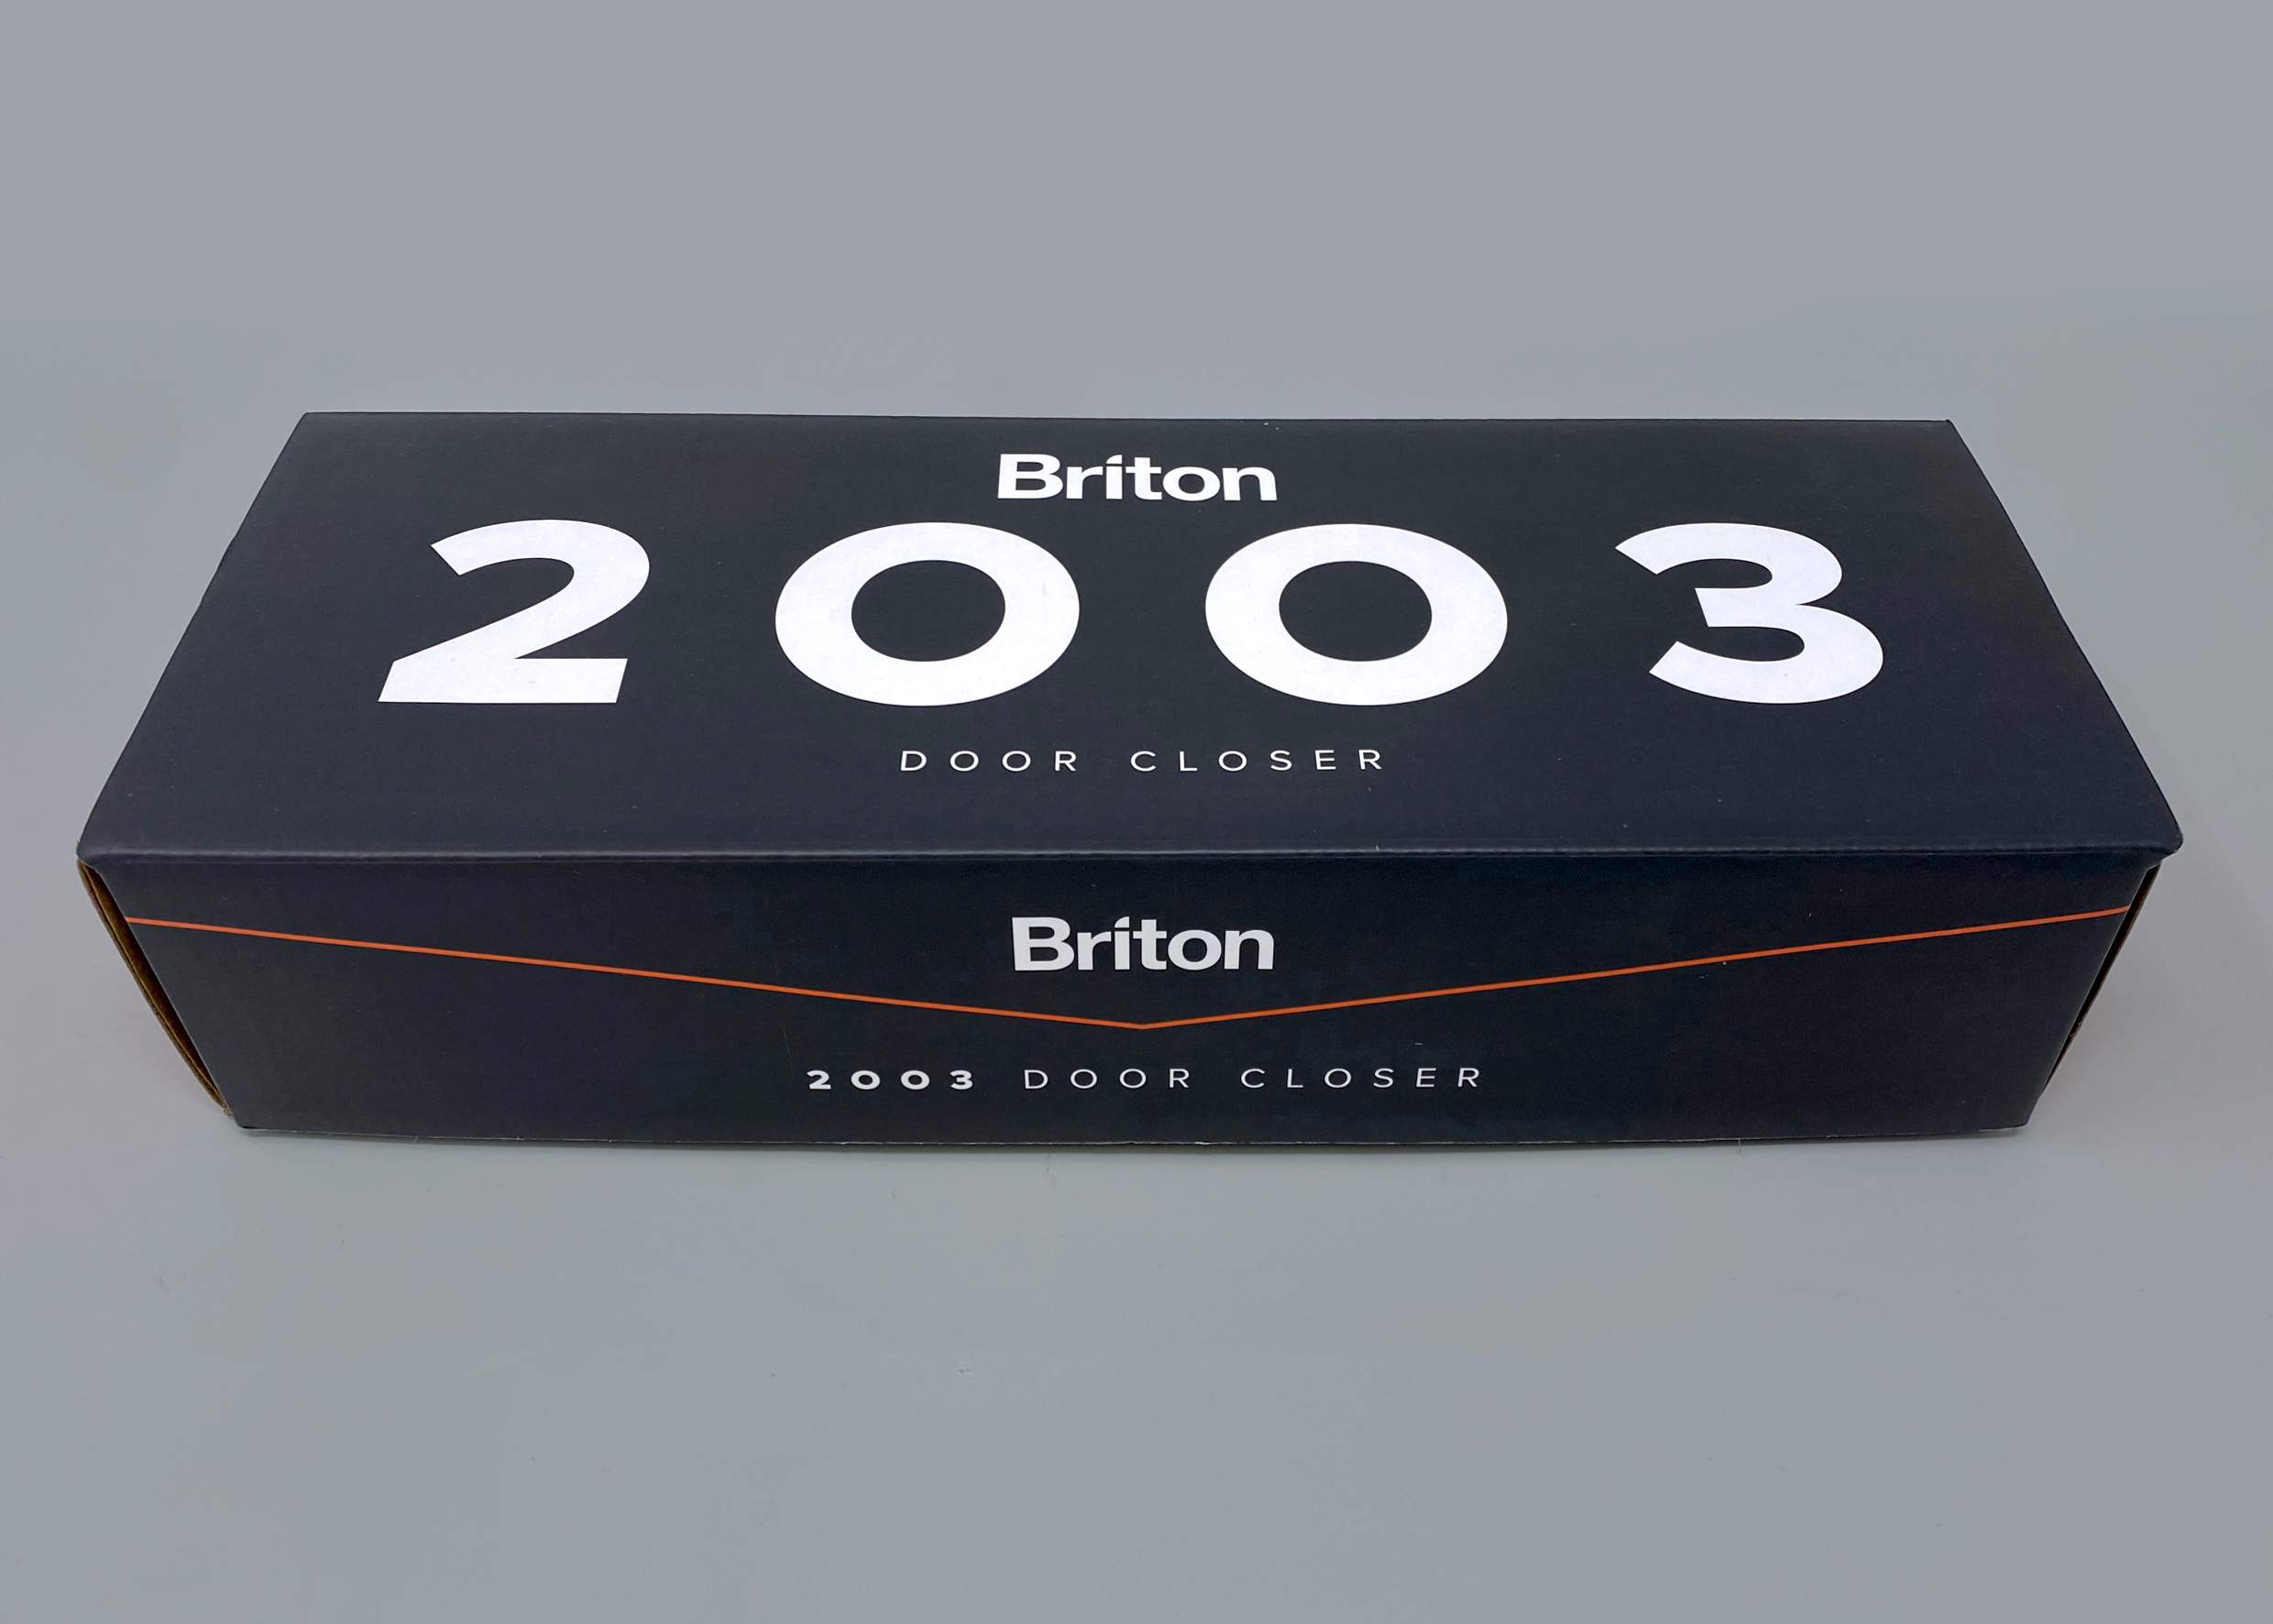 Briton
2003
DOOR CLOSER
Briton
2003 DOOR CLOSER